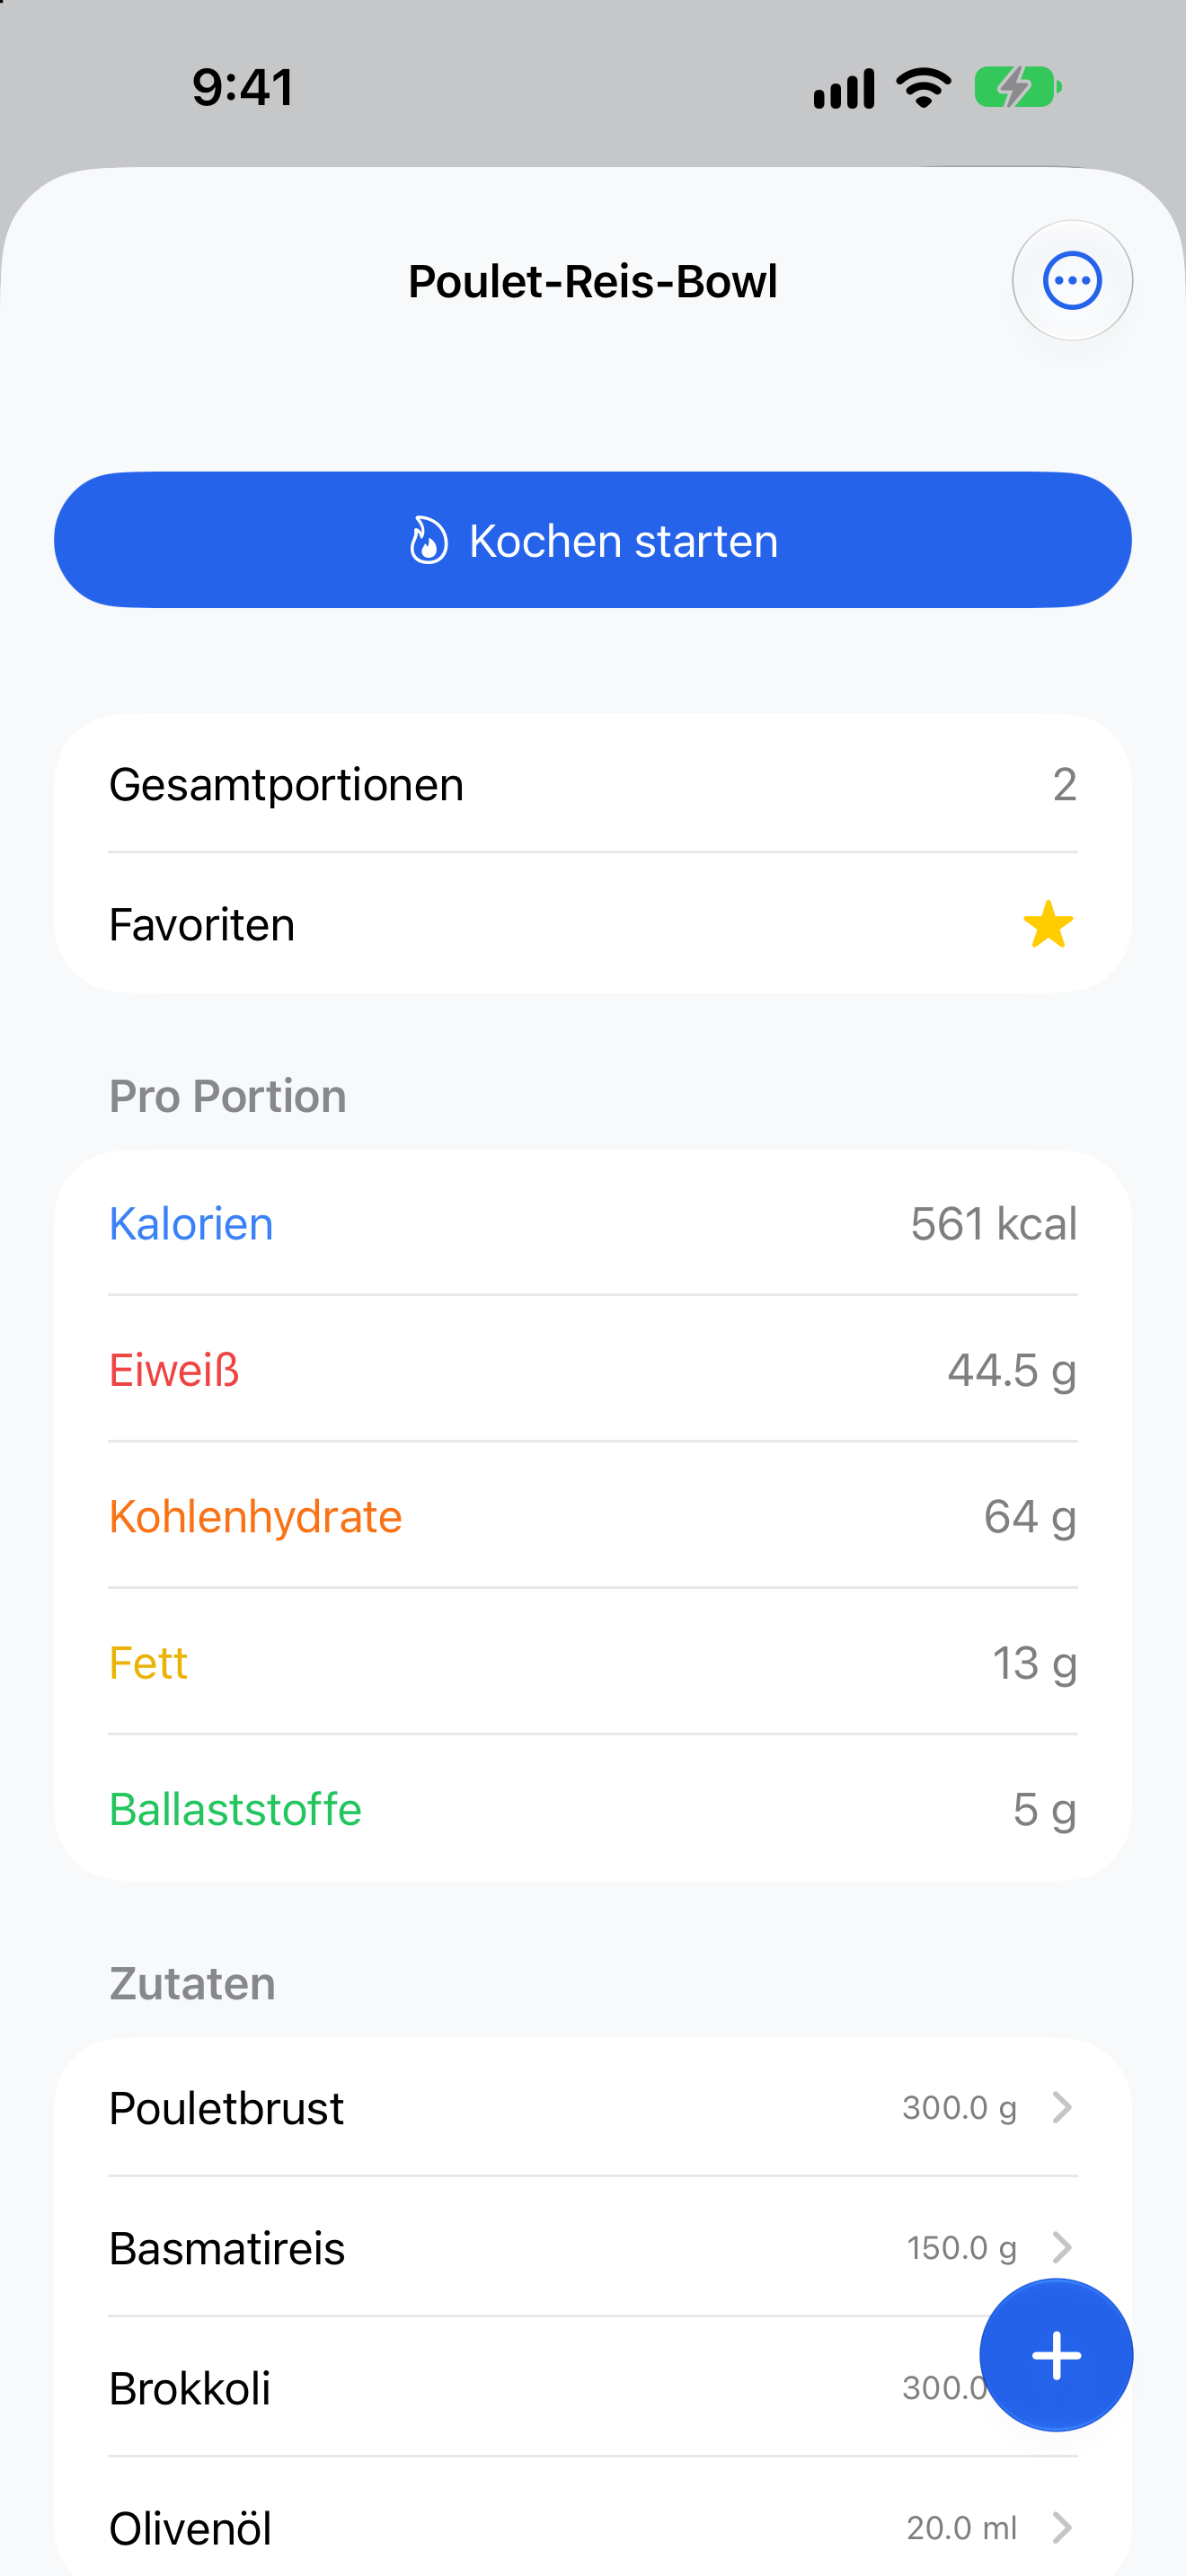 9:41
Poulet-Reis-Bowl
Kochen starten
Gesamtportionen 2
Favoriten
Pro Portion
Kalorien 561 kcal
Eiweiß 44.5 g
Kohlenhydrate 64 g
Fett 13 g
Ballaststoffe 5 g
Zutaten
Pouletbrust 300.0 g
Basmatireis 150.0 g
Brokkoli 300.0
Olivenöl 20.0 ml